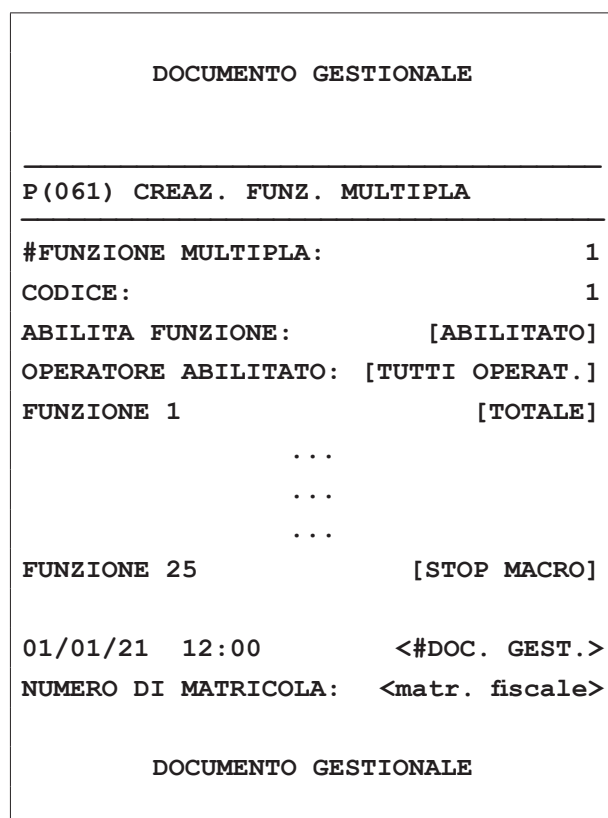 DOCUMENTO GESTIONALE
P(061) CREAZ. FUNZ. MULTIPLA
#FUNZIONE MULTIPLA: 1
CODICE: 1
ABILITA FUNZIONE: [ABILITATO]
OPERATORE ABILITATO: [TUTTI OPERAT.]
FUNZIONE 1 [TOTALE]
...
...
...
FUNZIONE 25 [STOP MACRO]
01/01/21 12:00 <#DOC. GEST.>
NUMERO DI MATRICOLA: <matr. fiscale>
DOCUMENTO GESTIONALE